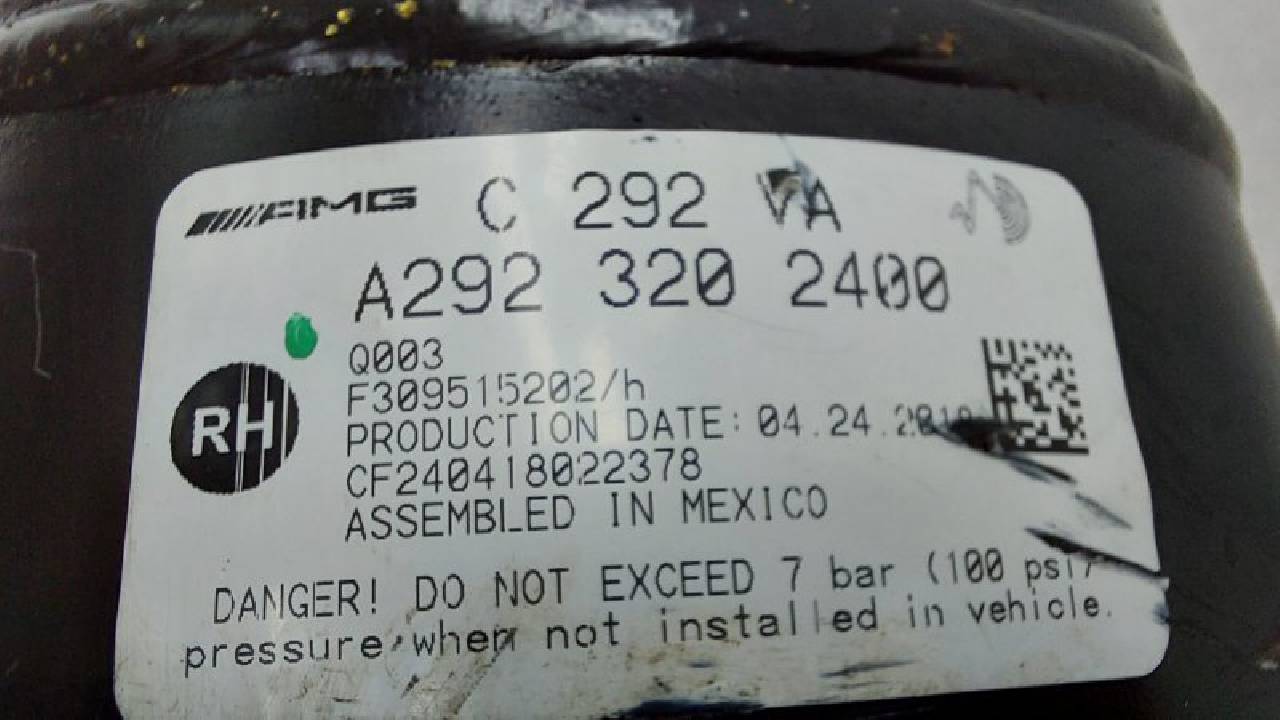 AMG C 292 VA
A292 320 2400
Q003
F309515202/h
RH
PRODUCTION DATE: 04.24.2018
CF240418022378
ASSEMBLED IN MEXICO
DANGER! DO NOT EXCEED 7 bar (100 psi)
pressure, when not installed in vehicle.